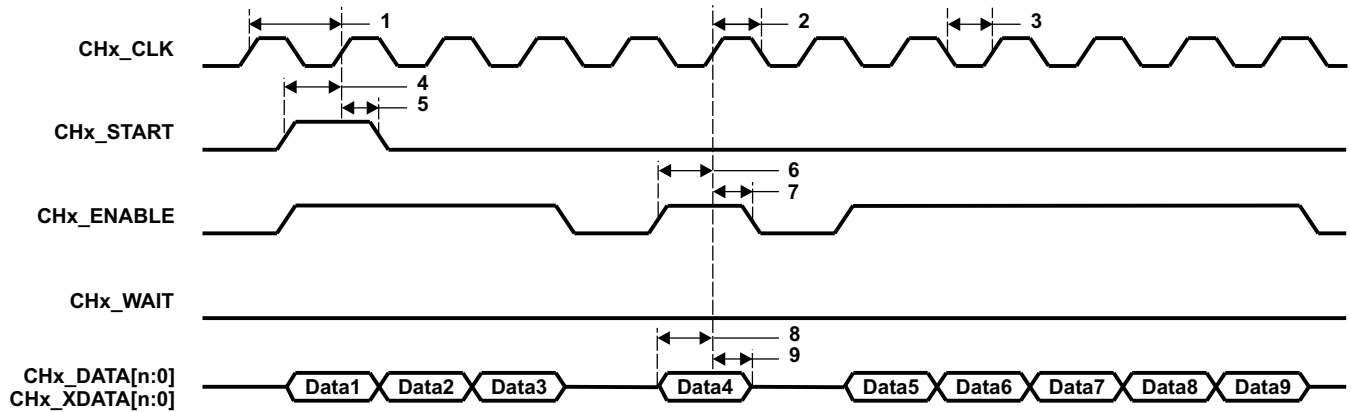 1 2 3
CHx_CLK
4
5
CHx_START
6
7
CHx_ENABLE
CHx_WAIT
8
9
CHx_DATA[n:0]
CHx_XDATA[n:0]
Data1 Data2 Data3 Data4 Data5 Data6 Data7 Data8 Data9